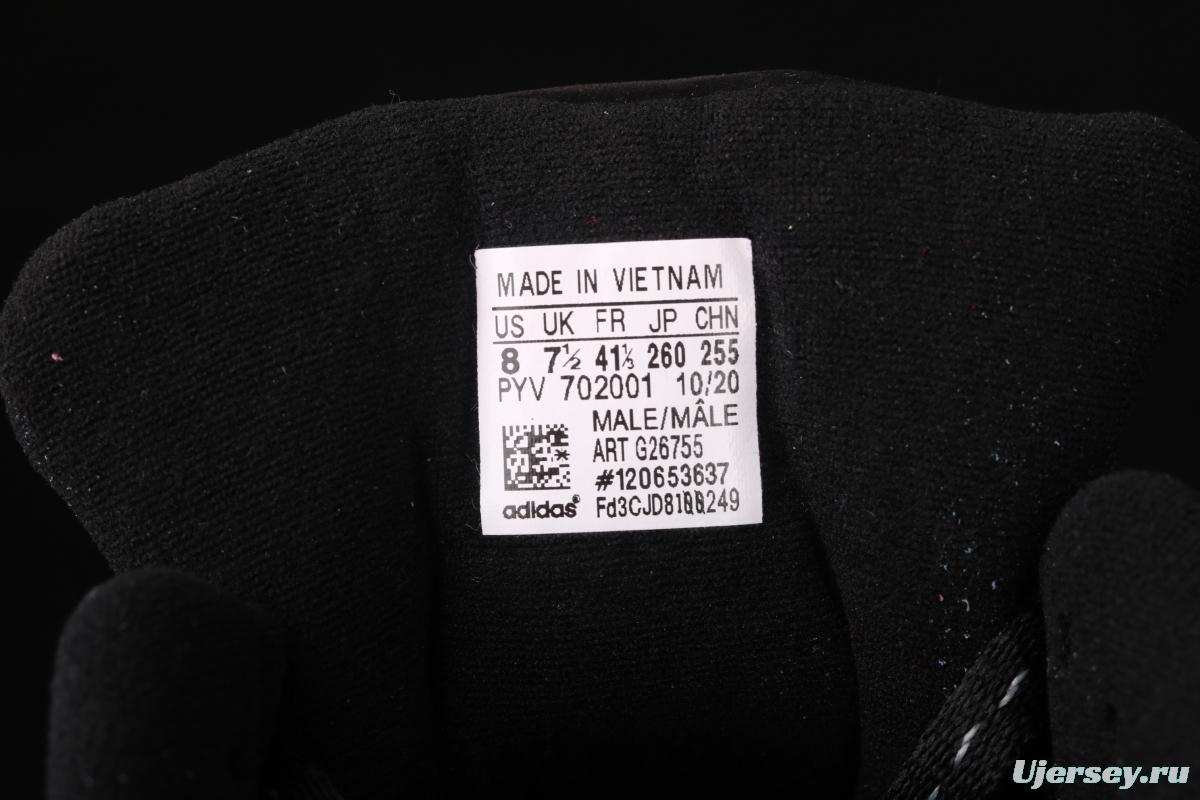 MADE IN VIETNAM
US UK FR JP CHN
8 7½ 41⅓ 260 255
PYV 702001 10/20
MALE/MÂLE
ART G26755
#120653637
adidas®
Ujersey.ru